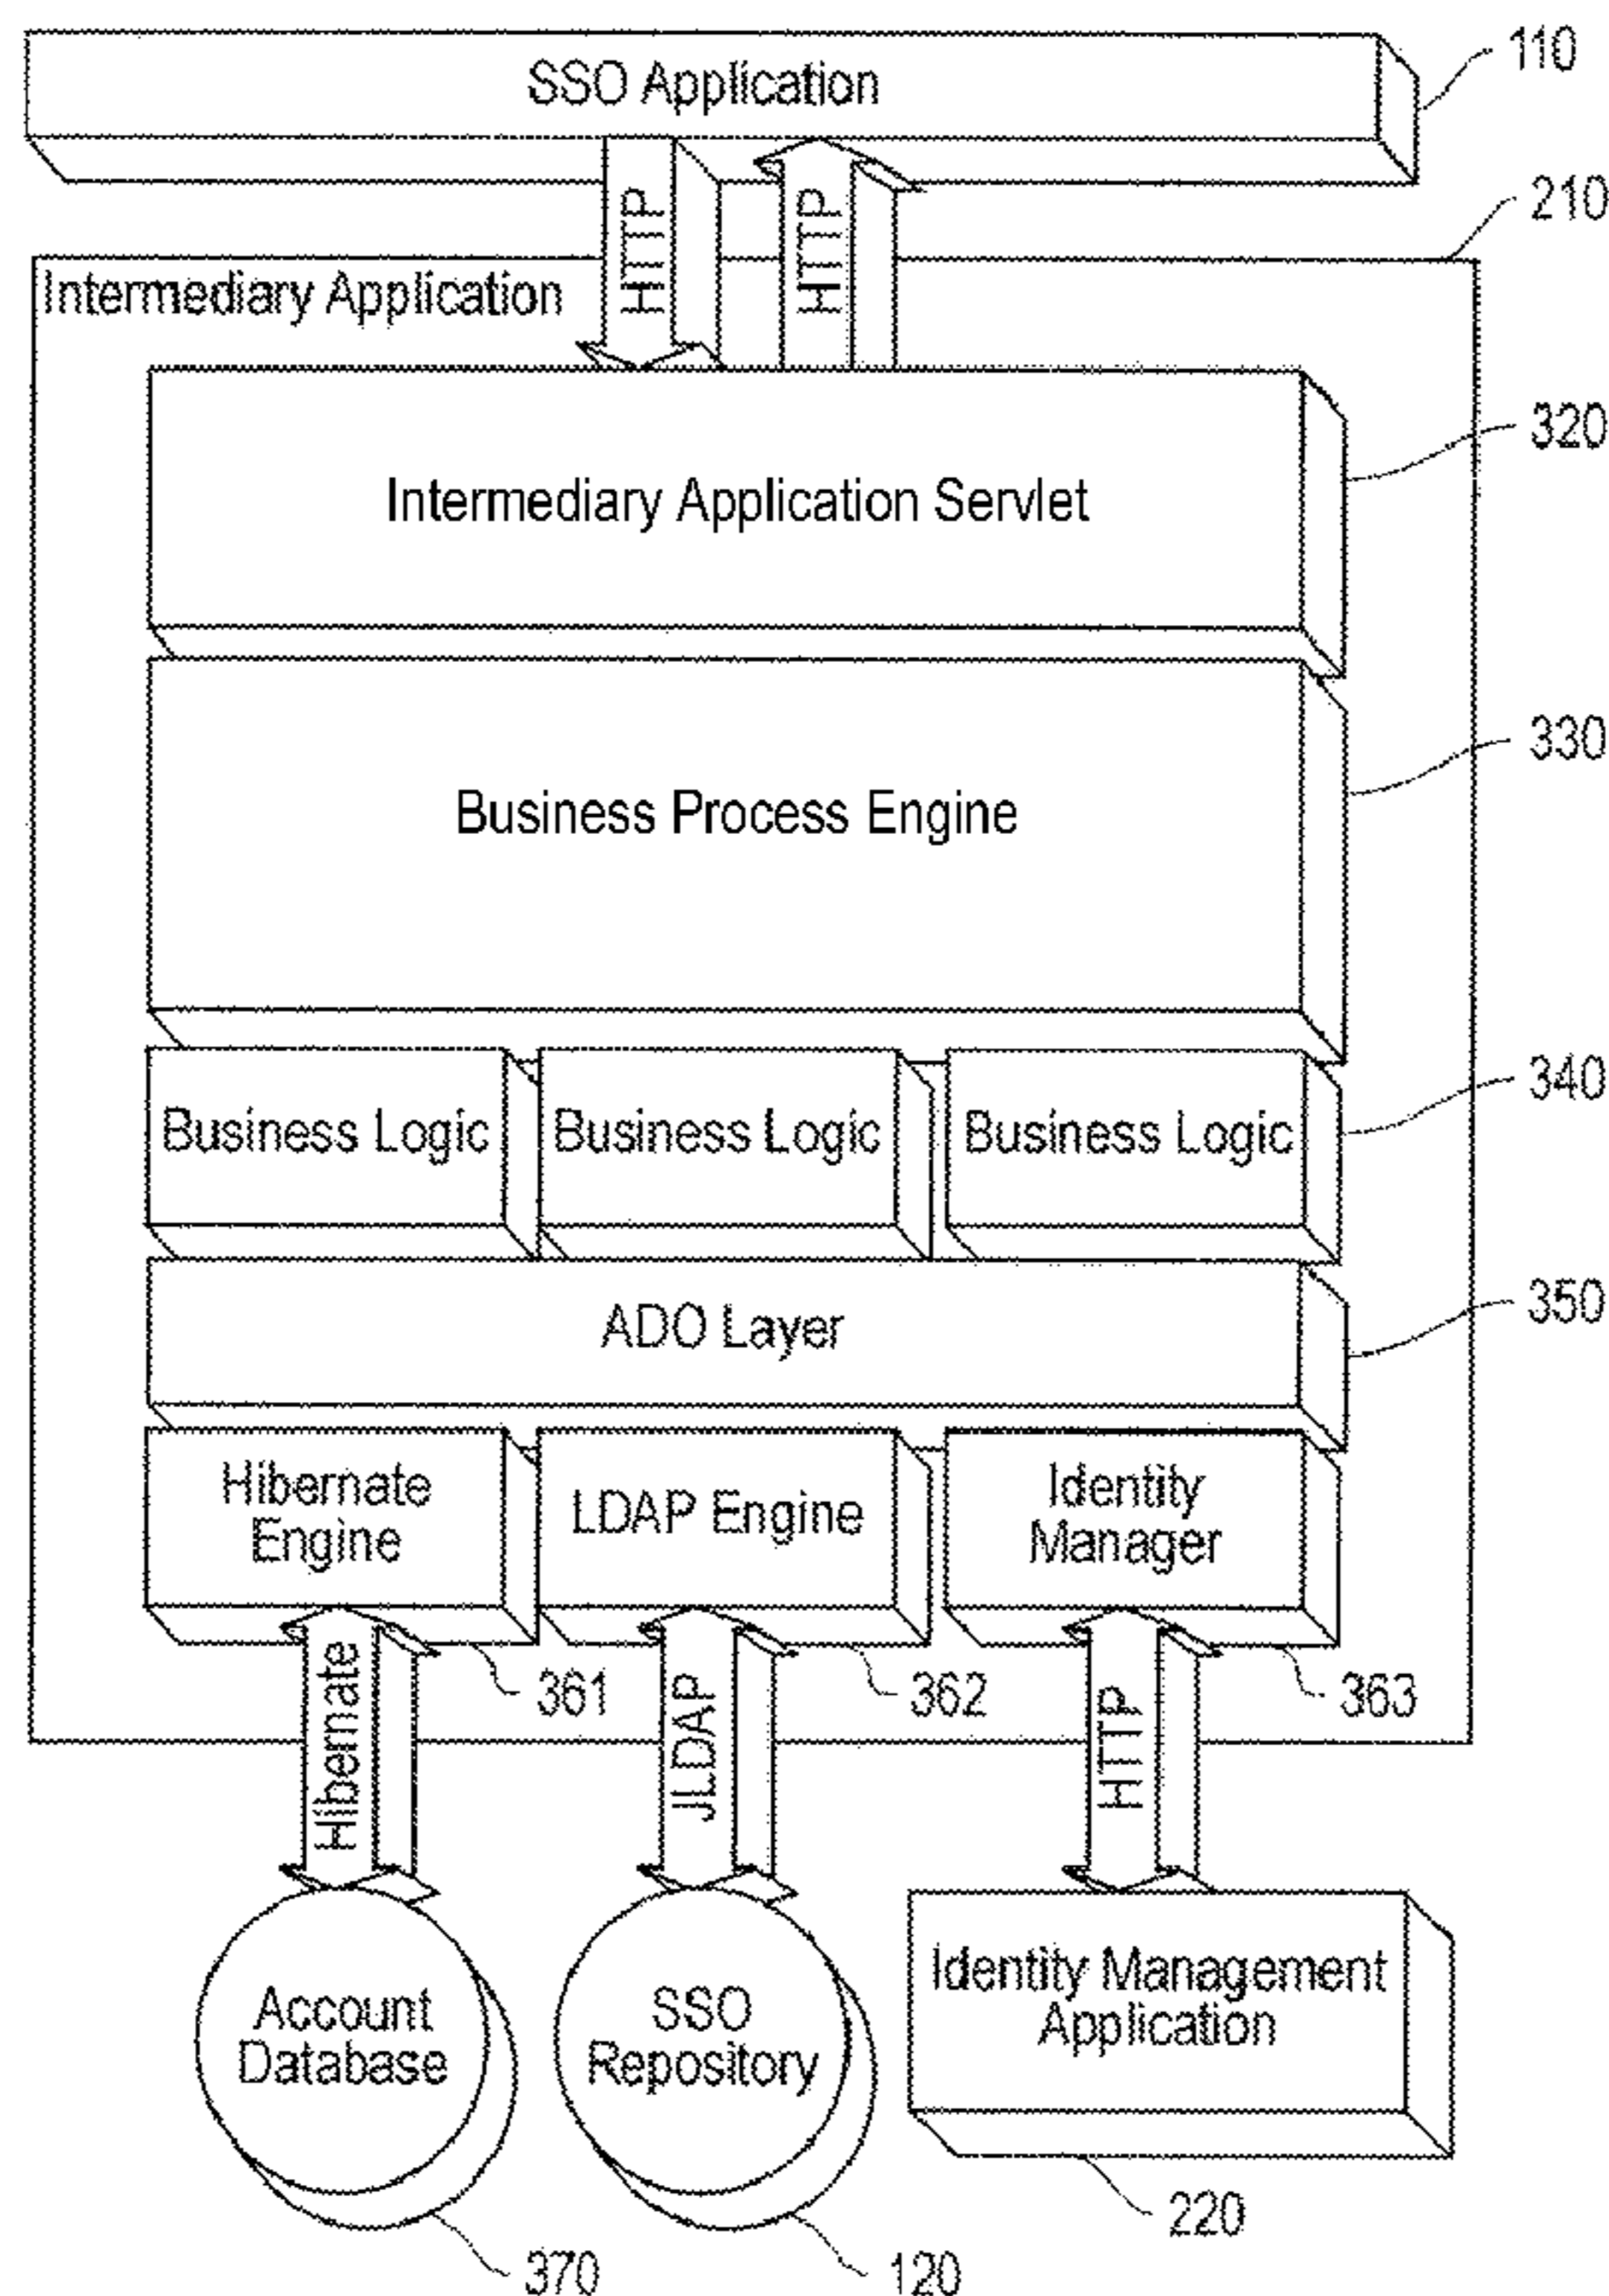 SSO Application
110
HTTP
HTTP
210
Intermediary Application
Intermediary Application Servlet
320
Business Process Engine
330
Business Logic
Business Logic
Business Logic
340
ADO Layer
350
Hibernate
Engine
LDAP Engine
Identity
Manager
361
362
363
Hibernate
JLDAP
HTTP
Account
Database
SSO
Repository
Identity Management
Application
370
120
220